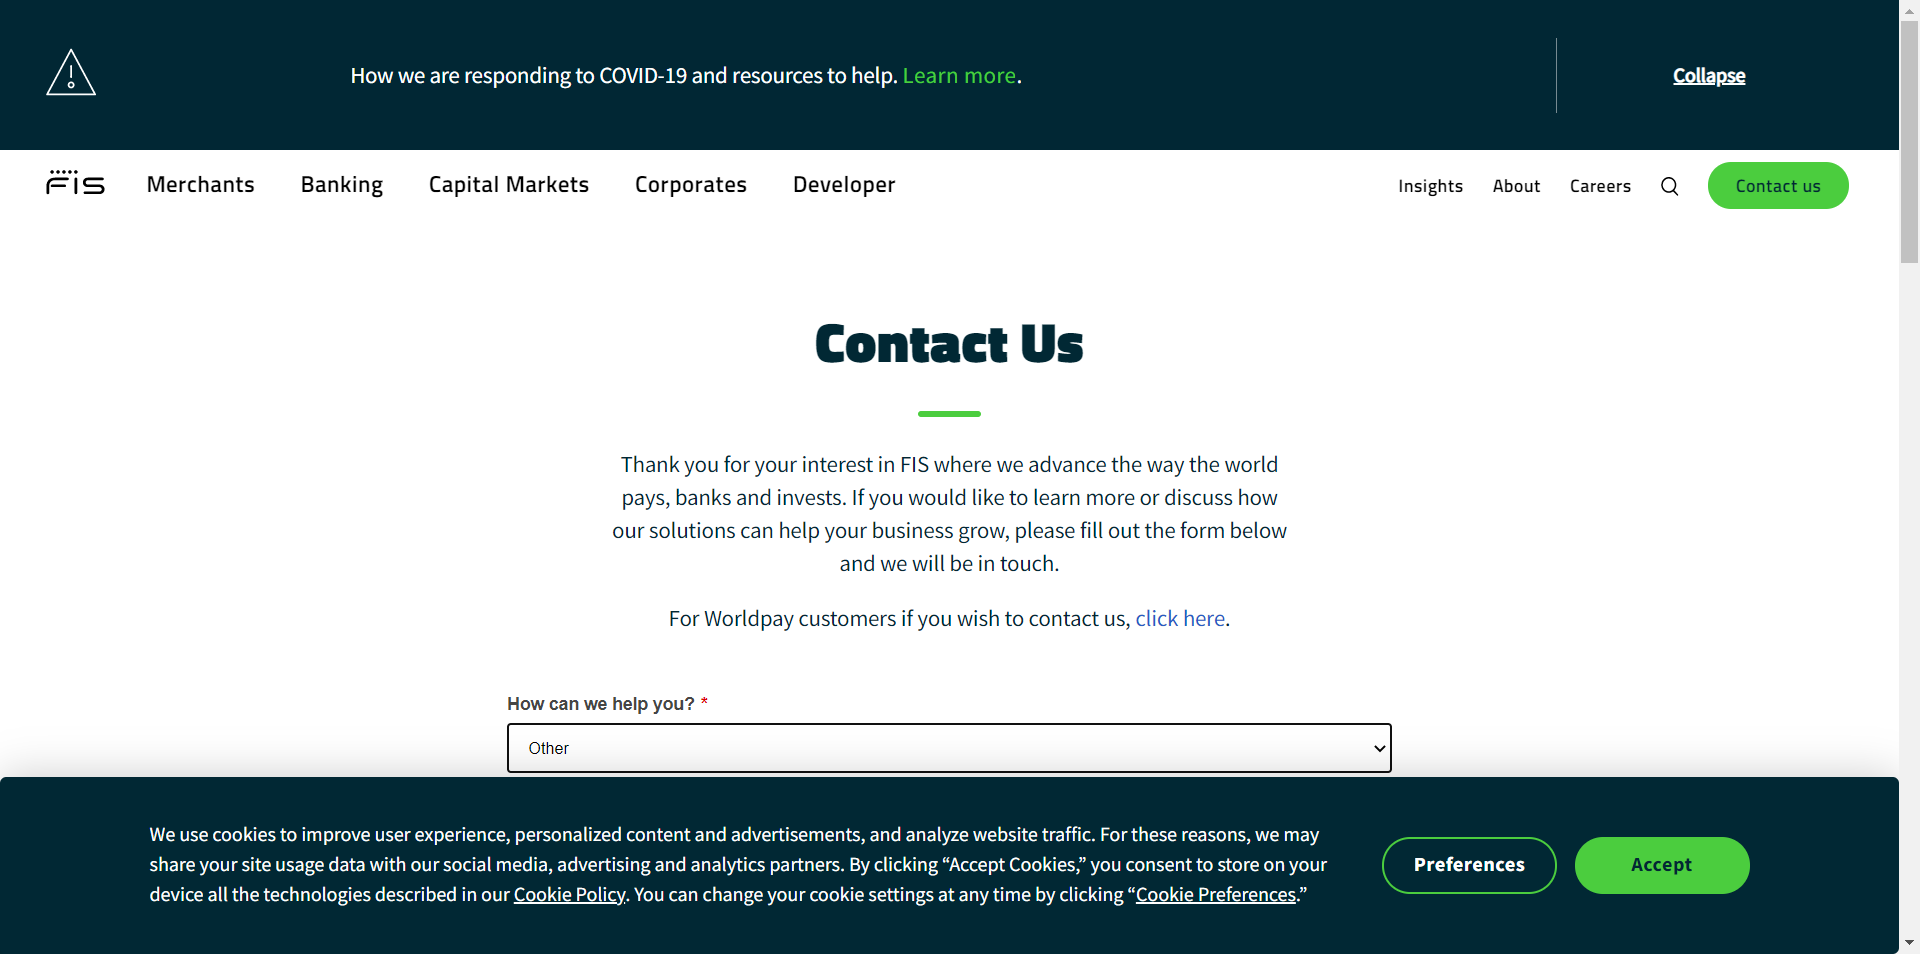 How we are responding to COVID-19 and resources to help. Learn more.
Collapse
FIS
Merchants
Banking
Capital Markets
Corporates
Developer
Insights
About
Careers
Contact us
Contact Us
Thank you for your interest in FIS where we advance the way the world
pays, banks and invests. If you would like to learn more or discuss how
our solutions can help your business grow, please fill out the form below
and we will be in touch.
For Worldpay customers if you wish to contact us, click here.
How can we help you? *
Other
We use cookies to improve user experience, personalized content and advertisements, and analyze website traffic. For these reasons, we may
share your site usage data with our social media, advertising and analytics partners. By clicking “Accept Cookies,” you consent to store on your
device all the technologies described in our Cookie Policy. You can change your cookie settings at any time by clicking “Cookie Preferences.”
Preferences
Accept